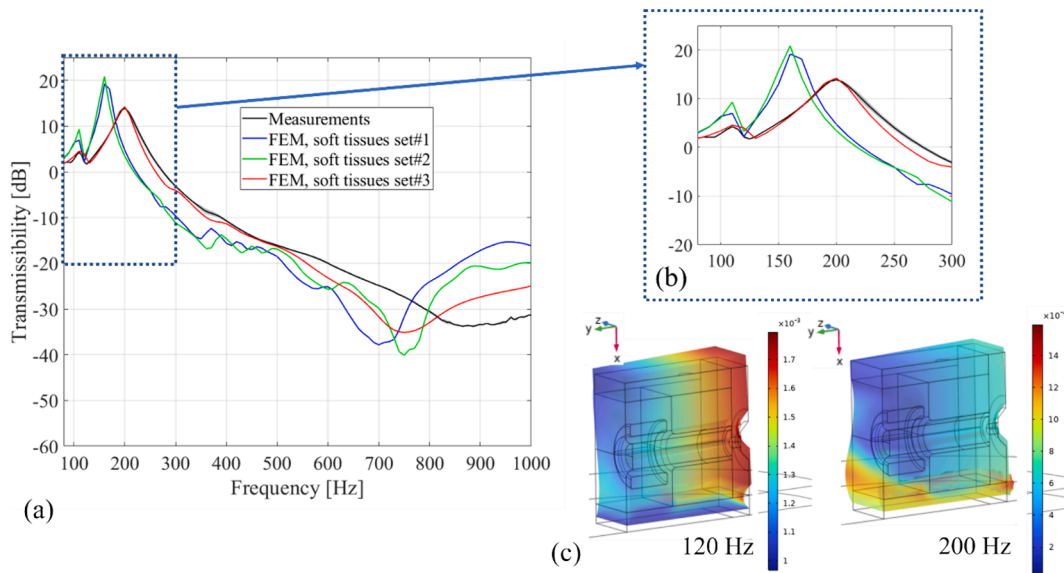 20
10
0
-10
-20
-30
-40
-50
-60
100 200 300 400 500 600 700 800 900 1000
Transmissibility [dB]
Frequency [Hz]
Measurements
FEM, soft tissues set#1
FEM, soft tissues set#2
FEM, soft tissues set#3
(a)
20
10
0
-10
-20
100 150 200 250 300
(b)
z
y
x
×10⁻³
1.7
1.6
1.5
1.4
1.3
1.2
1.1
1
120 Hz
z
y
x
14
12
10
8
6
4
2
200 Hz
(c)